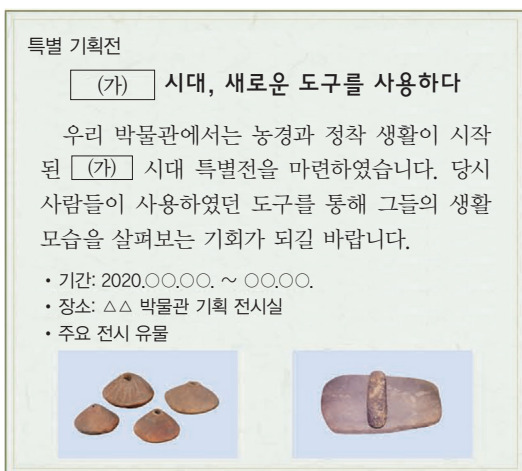 특별 기획전
(가) 시대, 새로운 도구를 사용하다
우리 박물관에서는 농경과 정착 생활이 시작
된 (가) 시대 특별전을 마련하였습니다. 당시
사람들이 사용하였던 도구를 통해 그들의 생활
모습을 살펴보는 기회가 되길 바랍니다.
• 기간: 2020.○○.○○. ~ ○○.○○.
• 장소: △△ 박물관 기획 전시실
• 주요 전시 유물